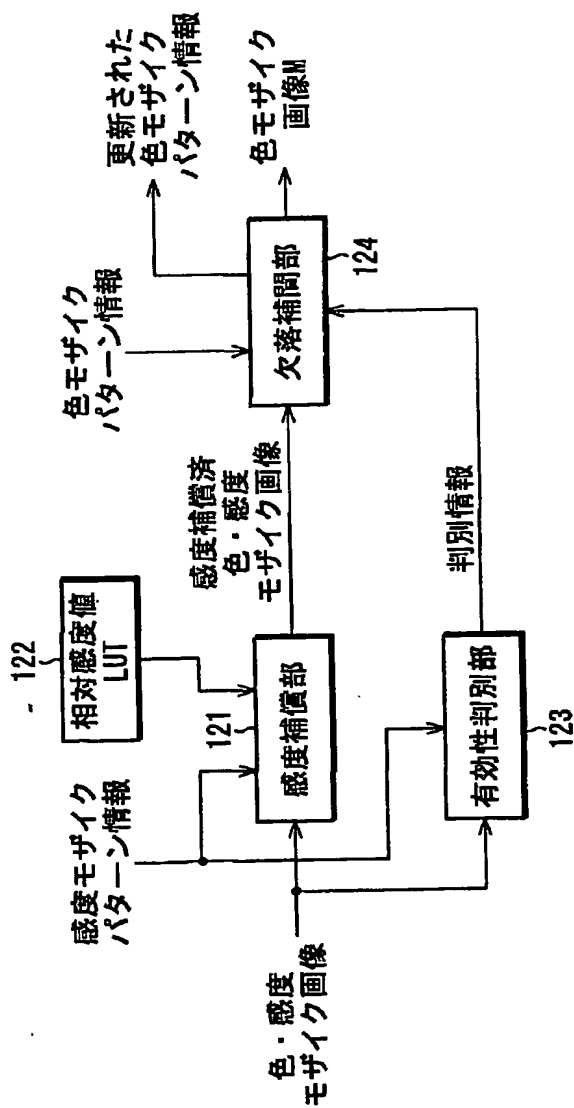 色・感度
モザイク画像
感度モザイク
パターン情報
122
相対感度値
LUT
121
感度補償部
有効性判別部
123
感度補償済
色・感度
モザイク画像
判別情報
色モザイク
パターン情報
欠落補間部
124
更新された
色モザイク
パターン情報
色モザイク
画像M